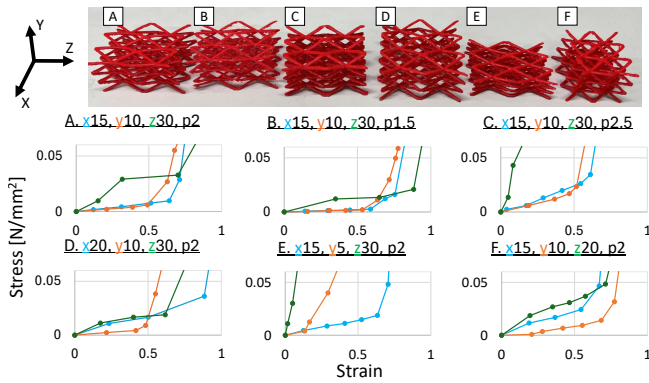 A B C D E F
Y
Z
X
A. x15, y10, z30, p2
B. x15, y10, z30, p1.5
C. x15, y10, z30, p2.5
0.05 0.05 0.05
0 0 0
0 0.5 1 0 0.5 1 0 0.5 1
Stress [N/mm²]
D. x20, y10, z30, p2
E. x15, y5, z30, p2
F. x15, y10, z20, p2
0.05 0.05 0.05
0 0 0
0 0.5 1 0 0.5 1 0 0.5 1
Strain